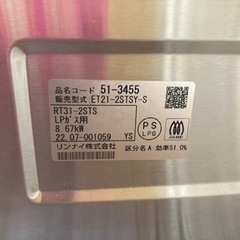 品名コード 51-3455
販売型式 ET21-2STSY-S
RT31-2STS
LPガス用
8.67kW
22.07-001059 YS
リンナイ株式会社
PS
LPG
区分名A 効率51.0%